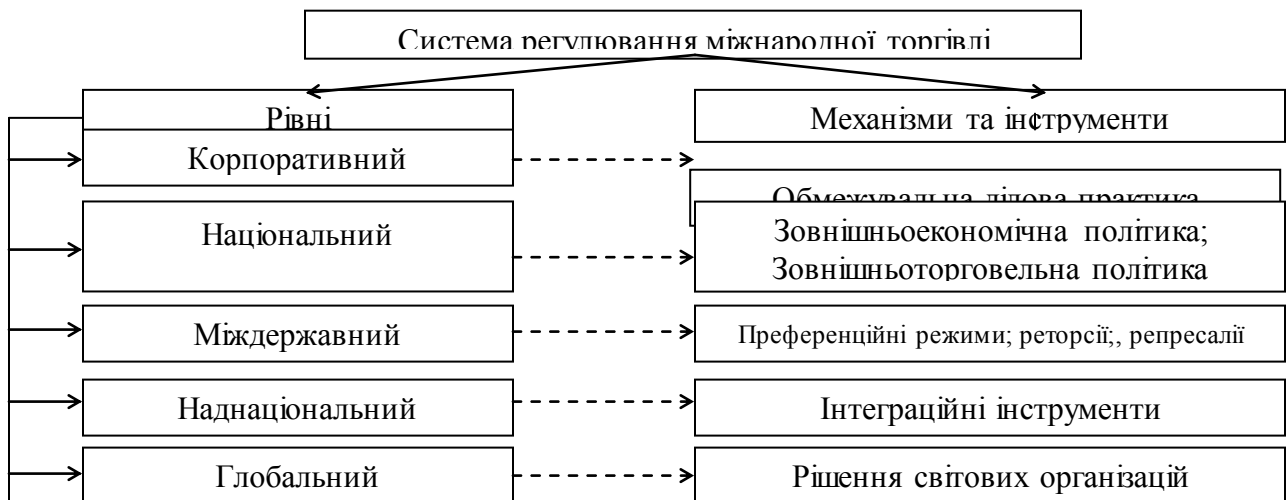 Система регулювання міжнародної торгівлі
Рівні
Механізми та інструменти
Корпоративний
Обмежувальна ділова практика
Національний
Зовнішньоекономічна політика;
Зовнішньоторговельна політика
Міждержавний
Преференційні режими; реторсії;, репресалії
Наднаціональний
Інтеграційні інструменти
Глобальний
Рішення світових організацій